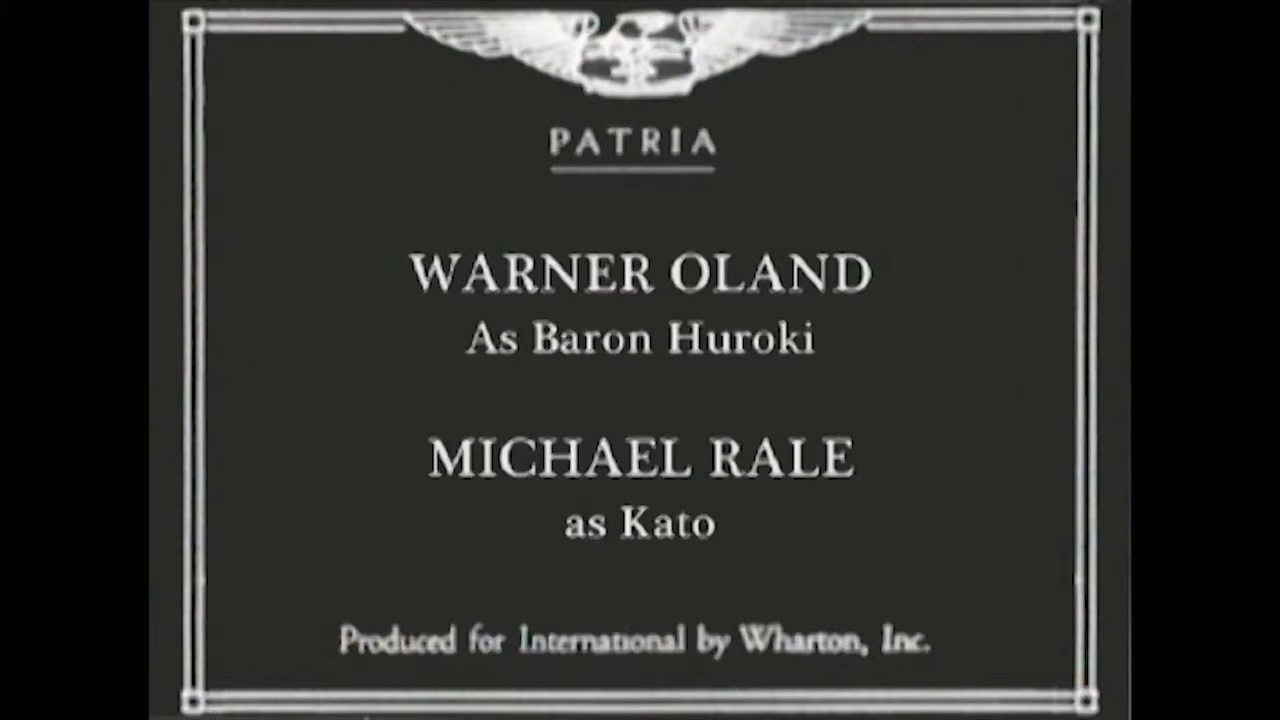 PATRIA
WARNER OLAND
As Baron Huroki
MICHAEL RALE
as Kato
Produced for International by Wharton, Inc.